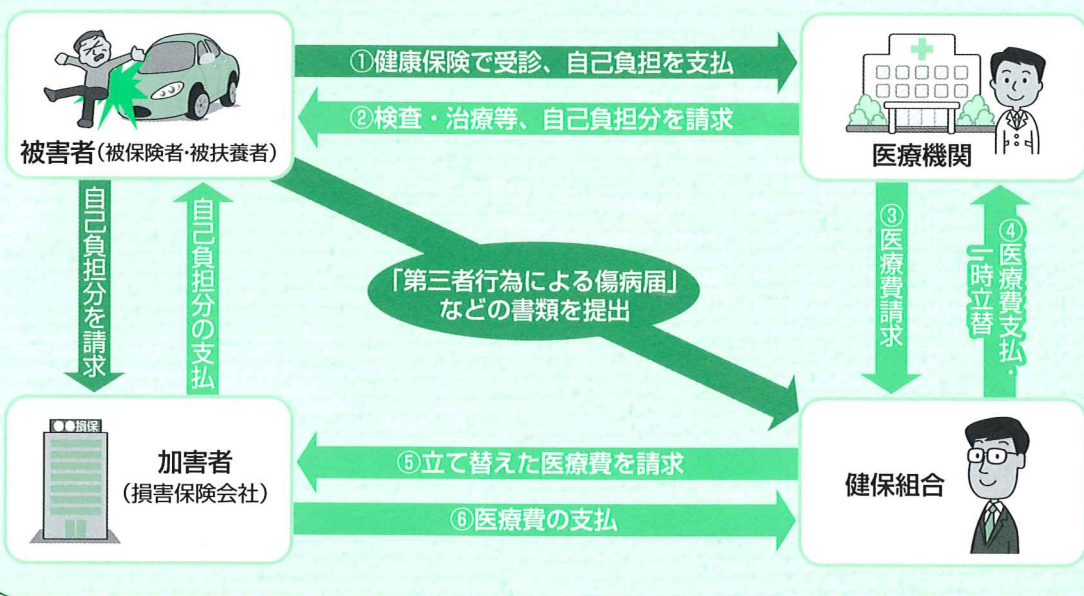 ①健康保険で受診、自己負担を支払
②検査・治療等、自己負担分を請求
被害者(被保険者・被扶養者)
医療機関
自己負担分を請求
自己負担分の支払
「第三者行為による傷病届」
などの書類を提出
③医療費請求
④医療費支払・
一時立替
●●損保
加害者
(損害保険会社)
⑤立て替えた医療費を請求
⑥医療費の支払
健保組合